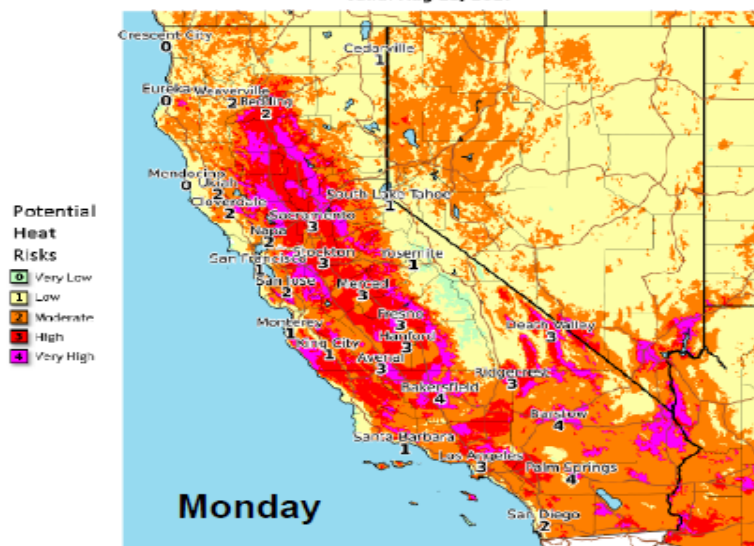 Crescent City
0
Cedarville
1
Eureka
0
Weaverville
2
Redding
2
Mendocino
0
Ukiah
2
Cloverdale
2
South Lake Tahoe
1
Sacramento
3
Napa
2
Stockton
3
San Francisco
1
Yosemite
1
San Jose
2
Merced
3
Fresno
3
Hanford
3
Monterey
1
King City
1
Avenal
3
Death Valley
3
Ridgecrest
3
Bakersfield
4
Barstow
4
Santa Barbara
1
Los Angeles
3
Palm Springs
4
San Diego
2
Potential
Heat
Risks
0 Very Low
1 Low
2 Moderate
3 High
4 Very High
Monday